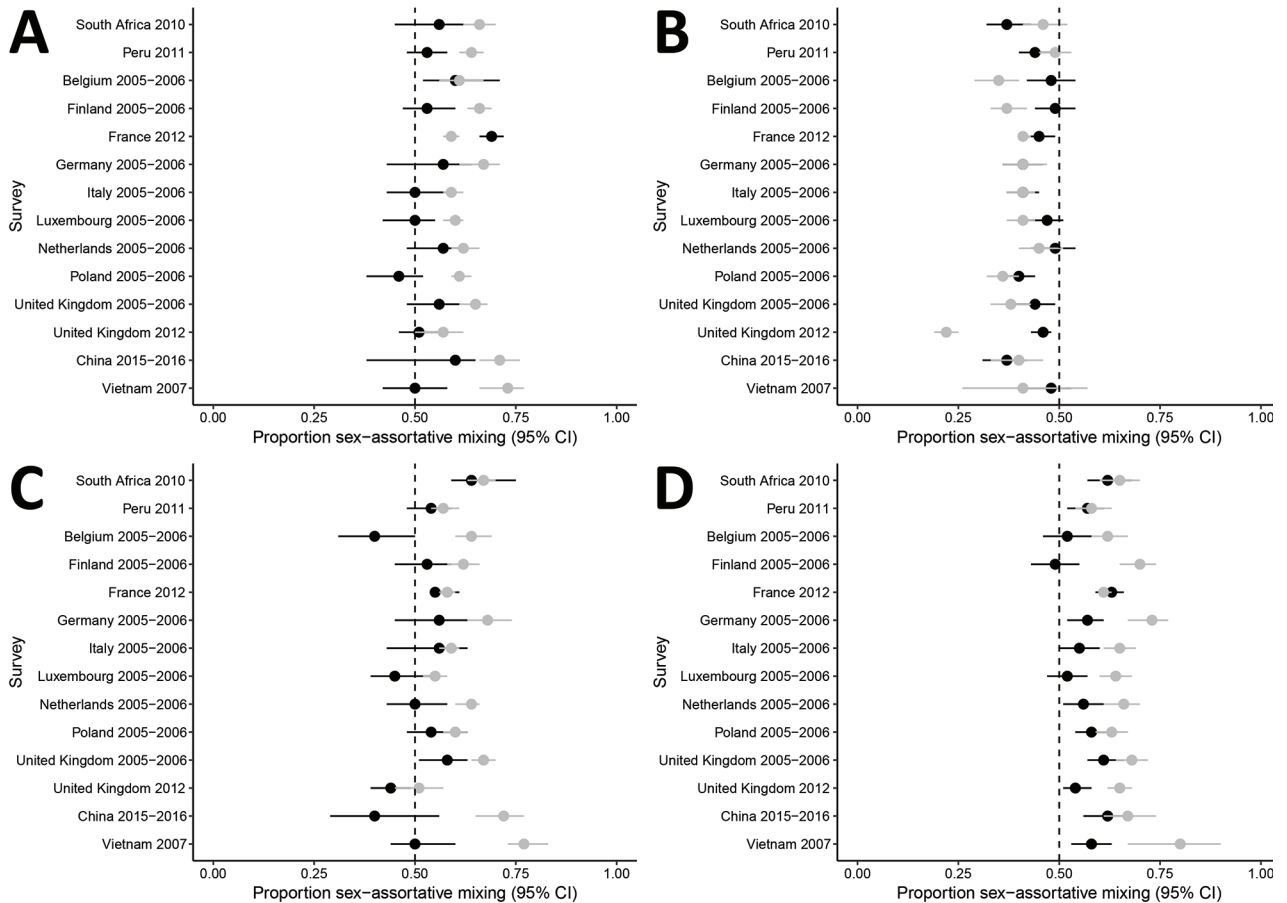 A
South Africa 2010
Peru 2011
Belgium 2005–2006
Finland 2005–2006
France 2012
Germany 2005–2006
Italy 2005–2006
Luxembourg 2005–2006
Netherlands 2005–2006
Poland 2005–2006
United Kingdom 2005–2006
United Kingdom 2012
China 2015–2016
Vietnam 2007
Survey
0.00 0.25 0.50 0.75 1.00
Proportion sex–assortative mixing (95% CI)
B
South Africa 2010
Peru 2011
Belgium 2005–2006
Finland 2005–2006
France 2012
Germany 2005–2006
Italy 2005–2006
Luxembourg 2005–2006
Netherlands 2005–2006
Poland 2005–2006
United Kingdom 2005–2006
United Kingdom 2012
China 2015–2016
Vietnam 2007
Survey
0.00 0.25 0.50 0.75 1.00
Proportion sex–assortative mixing (95% CI)
C
South Africa 2010
Peru 2011
Belgium 2005–2006
Finland 2005–2006
France 2012
Germany 2005–2006
Italy 2005–2006
Luxembourg 2005–2006
Netherlands 2005–2006
Poland 2005–2006
United Kingdom 2005–2006
United Kingdom 2012
China 2015–2016
Vietnam 2007
Survey
0.00 0.25 0.50 0.75 1.00
Proportion sex–assortative mixing (95% CI)
D
South Africa 2010
Peru 2011
Belgium 2005–2006
Finland 2005–2006
France 2012
Germany 2005–2006
Italy 2005–2006
Luxembourg 2005–2006
Netherlands 2005–2006
Poland 2005–2006
United Kingdom 2005–2006
United Kingdom 2012
China 2015–2016
Vietnam 2007
Survey
0.00 0.25 0.50 0.75 1.00
Proportion sex–assortative mixing (95% CI)